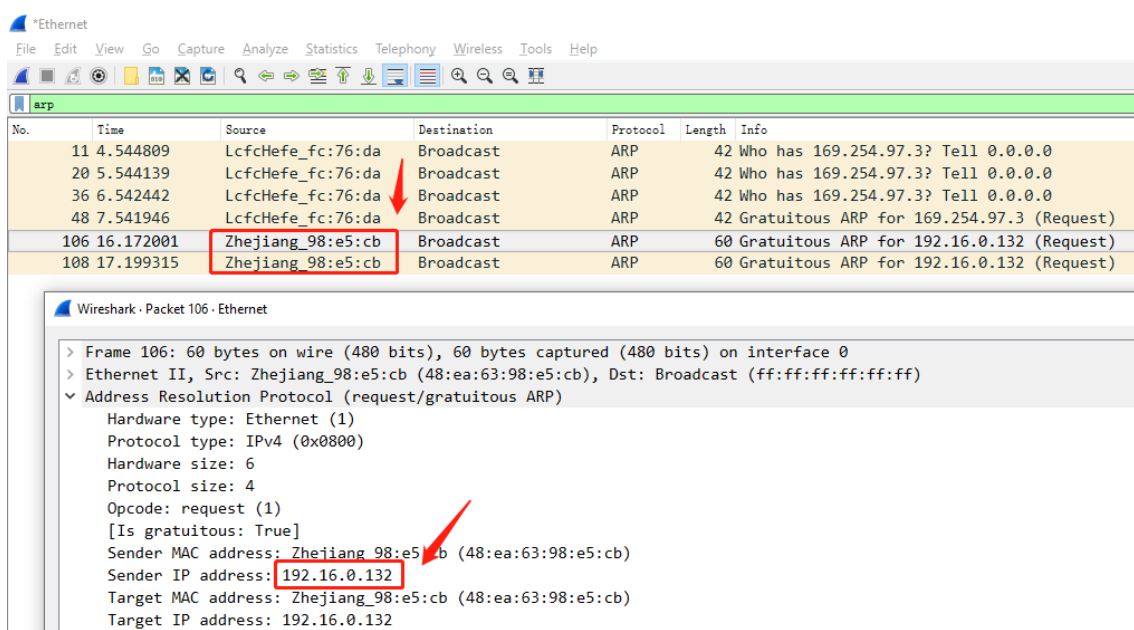 *Ethernet
File Edit View Go Capture Analyze Statistics Telephony Wireless Tools Help
arp
No. Time Source Destination Protocol Length Info
11 4.544809 LcfcHefe_fc:76:da Broadcast ARP 42 Who has 169.254.97.3? Tell 0.0.0.0
20 5.544139 LcfcHefe_fc:76:da Broadcast ARP 42 Who has 169.254.97.3? Tell 0.0.0.0
36 6.542442 LcfcHefe_fc:76:da Broadcast ARP 42 Who has 169.254.97.3? Tell 0.0.0.0
48 7.541946 LcfcHefe_fc:76:da Broadcast ARP 42 Gratuitous ARP for 169.254.97.3 (Request)
106 16.172001 Zhejiang_98:e5:cb Broadcast ARP 60 Gratuitous ARP for 192.16.0.132 (Request)
108 17.199315 Zhejiang_98:e5:cb Broadcast ARP 60 Gratuitous ARP for 192.16.0.132 (Request)
Wireshark · Packet 106 · Ethernet
> Frame 106: 60 bytes on wire (480 bits), 60 bytes captured (480 bits) on interface 0
> Ethernet II, Src: Zhejiang_98:e5:cb (48:ea:63:98:e5:cb), Dst: Broadcast (ff:ff:ff:ff:ff:ff)
Address Resolution Protocol (request/gratuitous ARP)
Hardware type: Ethernet (1)
Protocol type: IPv4 (0x0800)
Hardware size: 6
Protocol size: 4
Opcode: request (1)
[Is gratuitous: True]
Sender MAC address: Zhejiang_98:e5:cb (48:ea:63:98:e5:cb)
Sender IP address: 192.16.0.132
Target MAC address: Zhejiang_98:e5:cb (48:ea:63:98:e5:cb)
Target IP address: 192.16.0.132